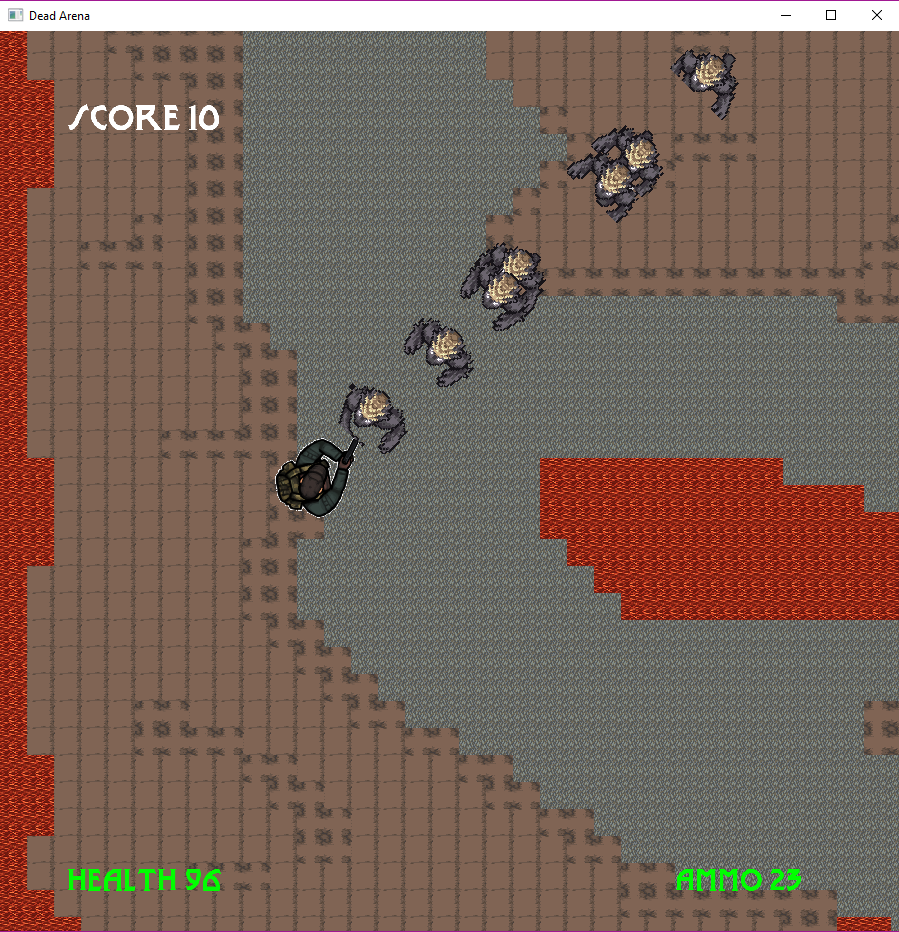 Dead Arena
SCORE 10
HEALTH 96
AMMO 23